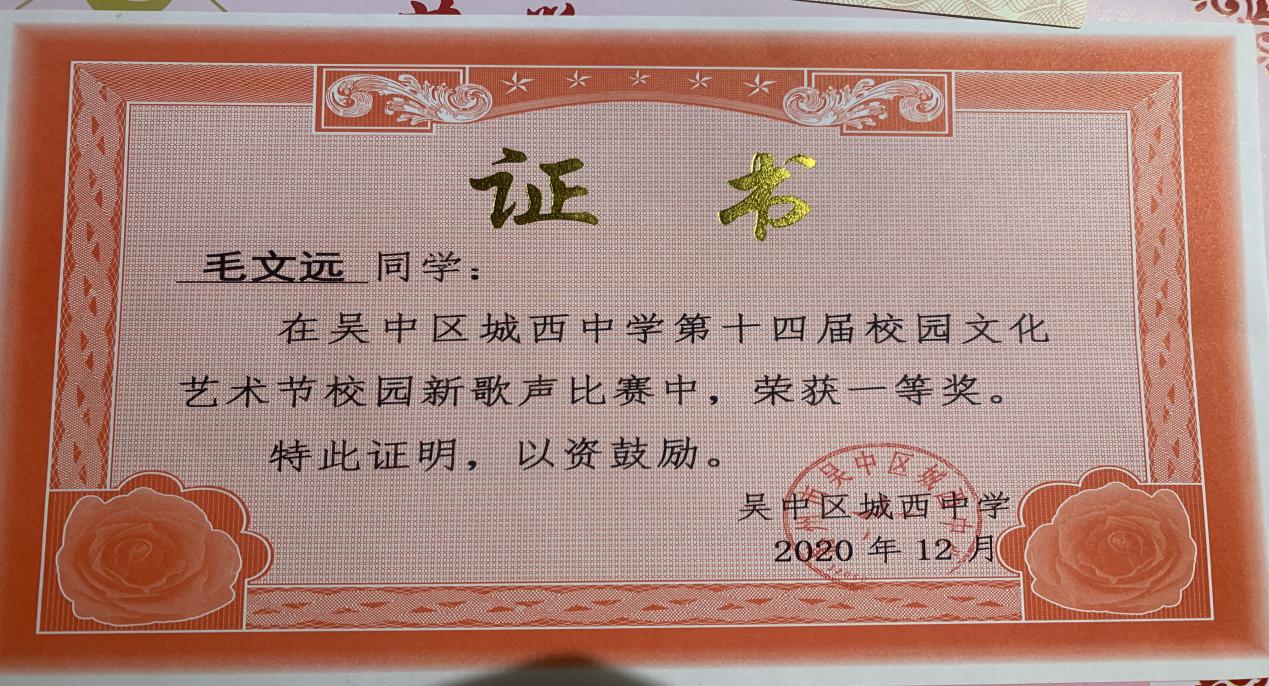 证 书
毛文远 同学：
在吴中区城西中学第十四届校园文化
艺术节校园新歌声比赛中，荣获一等奖。
特此证明，以资鼓励。
吴中区城西中学
2020 年 12 月